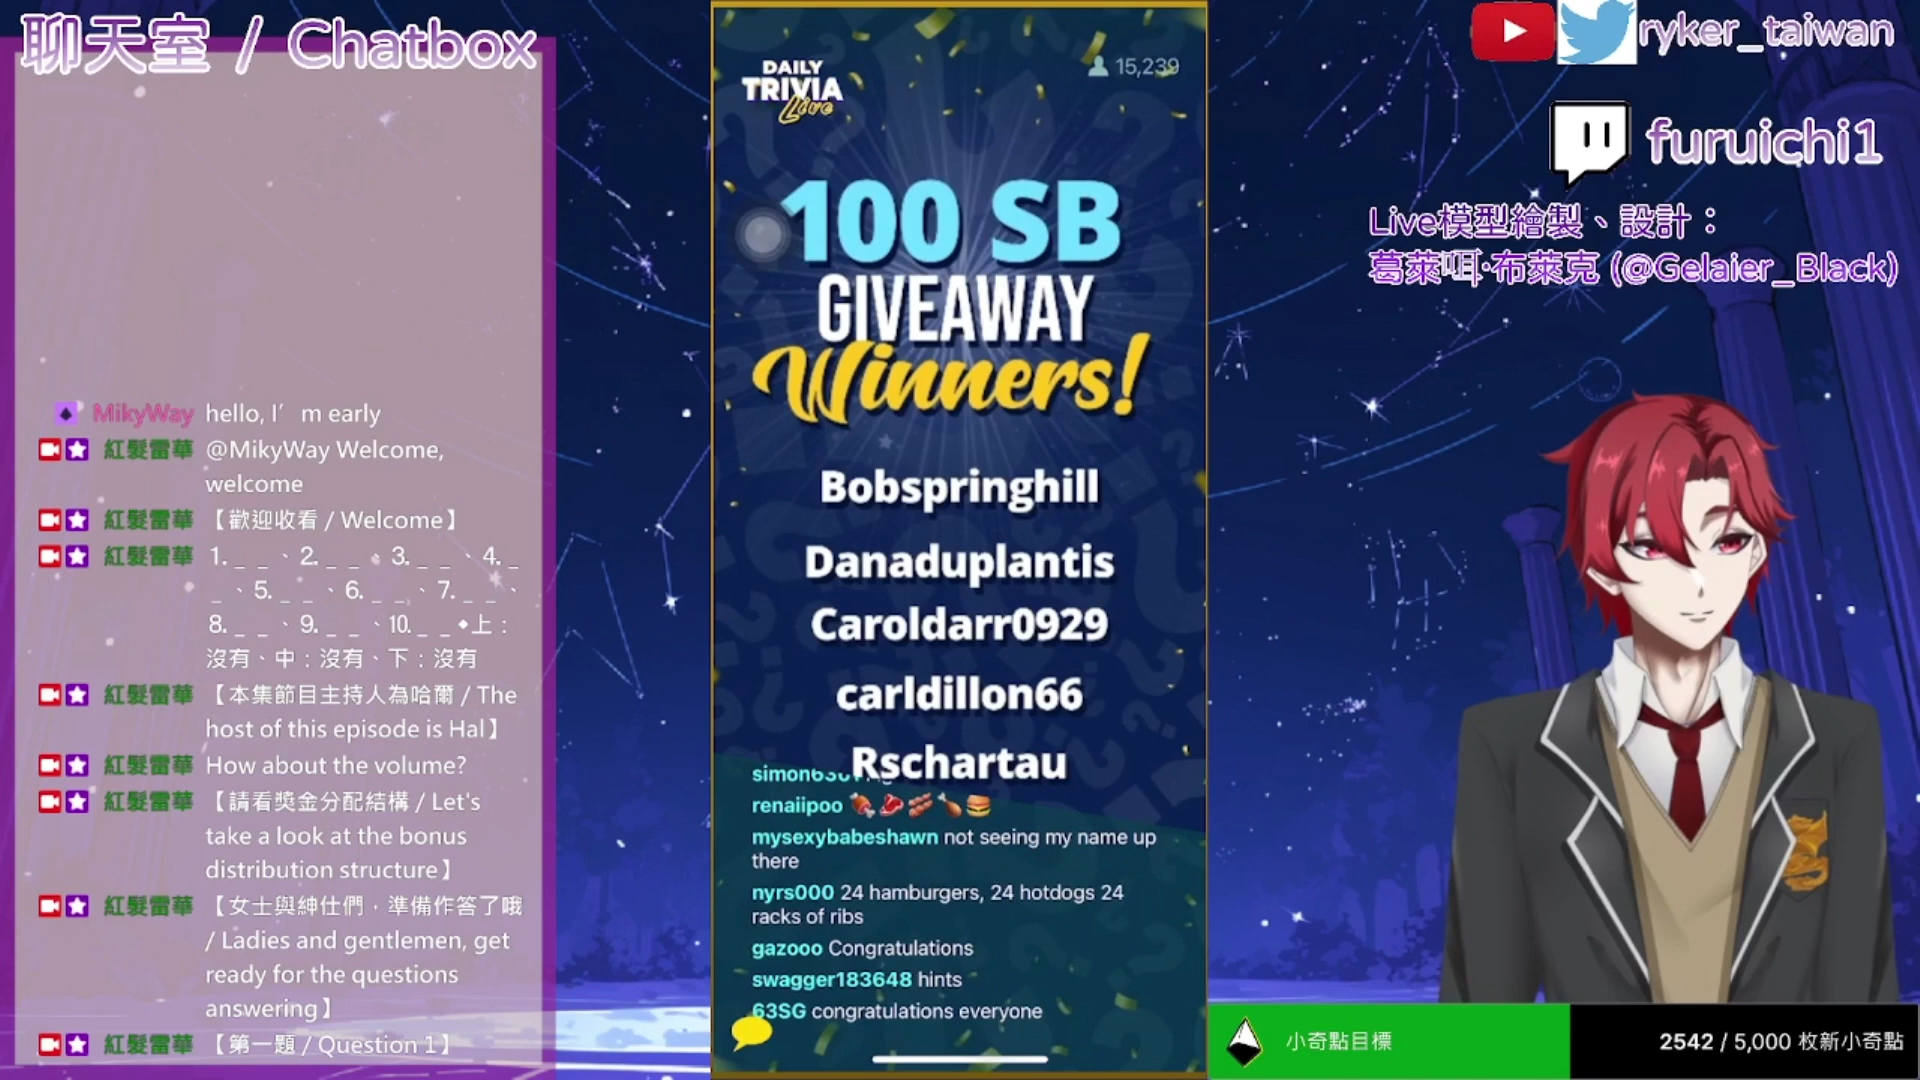 聊天室 / Chatbox
MikyWay hello, I’m early
紅髮雷華 @MikyWay Welcome,
welcome
紅髮雷華 【歡迎收看 / Welcome】
紅髮雷華 1. _ _ 、2. _ _ 、3. _ _ 、4. _
_ 、5. _ _ 、6. _ _ 、7. _ _ 、
8. _ _ 、9. _ _ 、10. _ _ ◆上：
沒有、中：沒有、下：沒有
紅髮雷華 【本集節目主持人為哈爾 / The
host of this episode is Hal】
紅髮雷華 How about the volume?
紅髮雷華 【請看獎金分配結構 / Let's
take a look at the bonus
distribution structure】
紅髮雷華 【女士與紳仕們，準備作答了哦
/ Ladies and gentlemen, get
ready for the questions
answering】
紅髮雷華 【第一題 / Question 1】
DAILY
TRIVIA
Live
15,239
100 SB
GIVEAWAY
Winners!
Bobspringhill
Danaduplantis
Caroldarr0929
carldillon66
Rschartau
renaiipoo 🍖🥩🥓🍗🍔
mysexybabeshawn not seeing my name up
there
nyrs000 24 hamburgers, 24 hotdogs 24
racks of ribs
gazooo Congratulations
swagger183648 hints
63SG congratulations everyone
ryker_taiwan
furuichi1
Live模型繪製、設計：
葛萊咡·布萊克 (@Gelaier_Black)
小奇點目標
2542 / 5,000 枚新小奇點